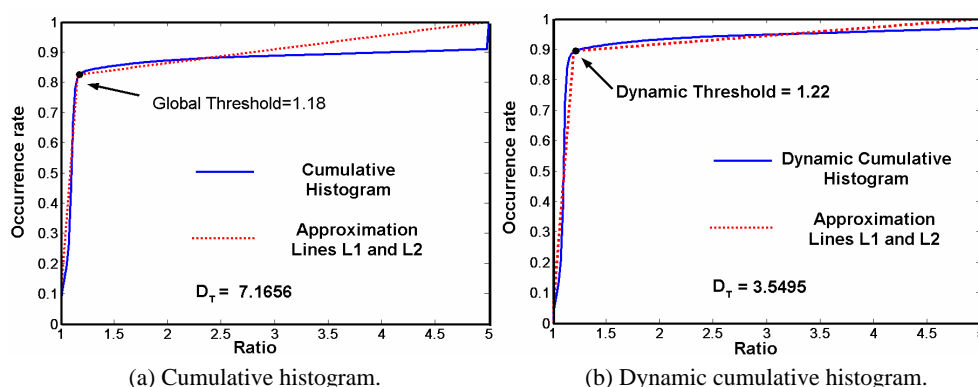 1
0.9
0.8
0.7
0.6
0.5
0.4
0.3
0.2
0.1
0
Occurrence rate
Global Threshold=1.18
Cumulative
Histogram
Approximation
Lines L1 and L2
D_T = 7.1656
1 1.5 2 2.5 3 3.5 4 4.5 5
Ratio
(a) Cumulative histogram.
1
0.9
0.8
0.7
0.6
0.5
0.4
0.3
0.2
0.1
0
Occurrence rate
Dynamic Threshold = 1.22
Dynamic Cumulative
Histogram
Approximation
Lines L1 and L2
D_T = 3.5495
1 1.5 2 2.5 3 3.5 4 4.5
Ratio
(b) Dynamic cumulative histogram.